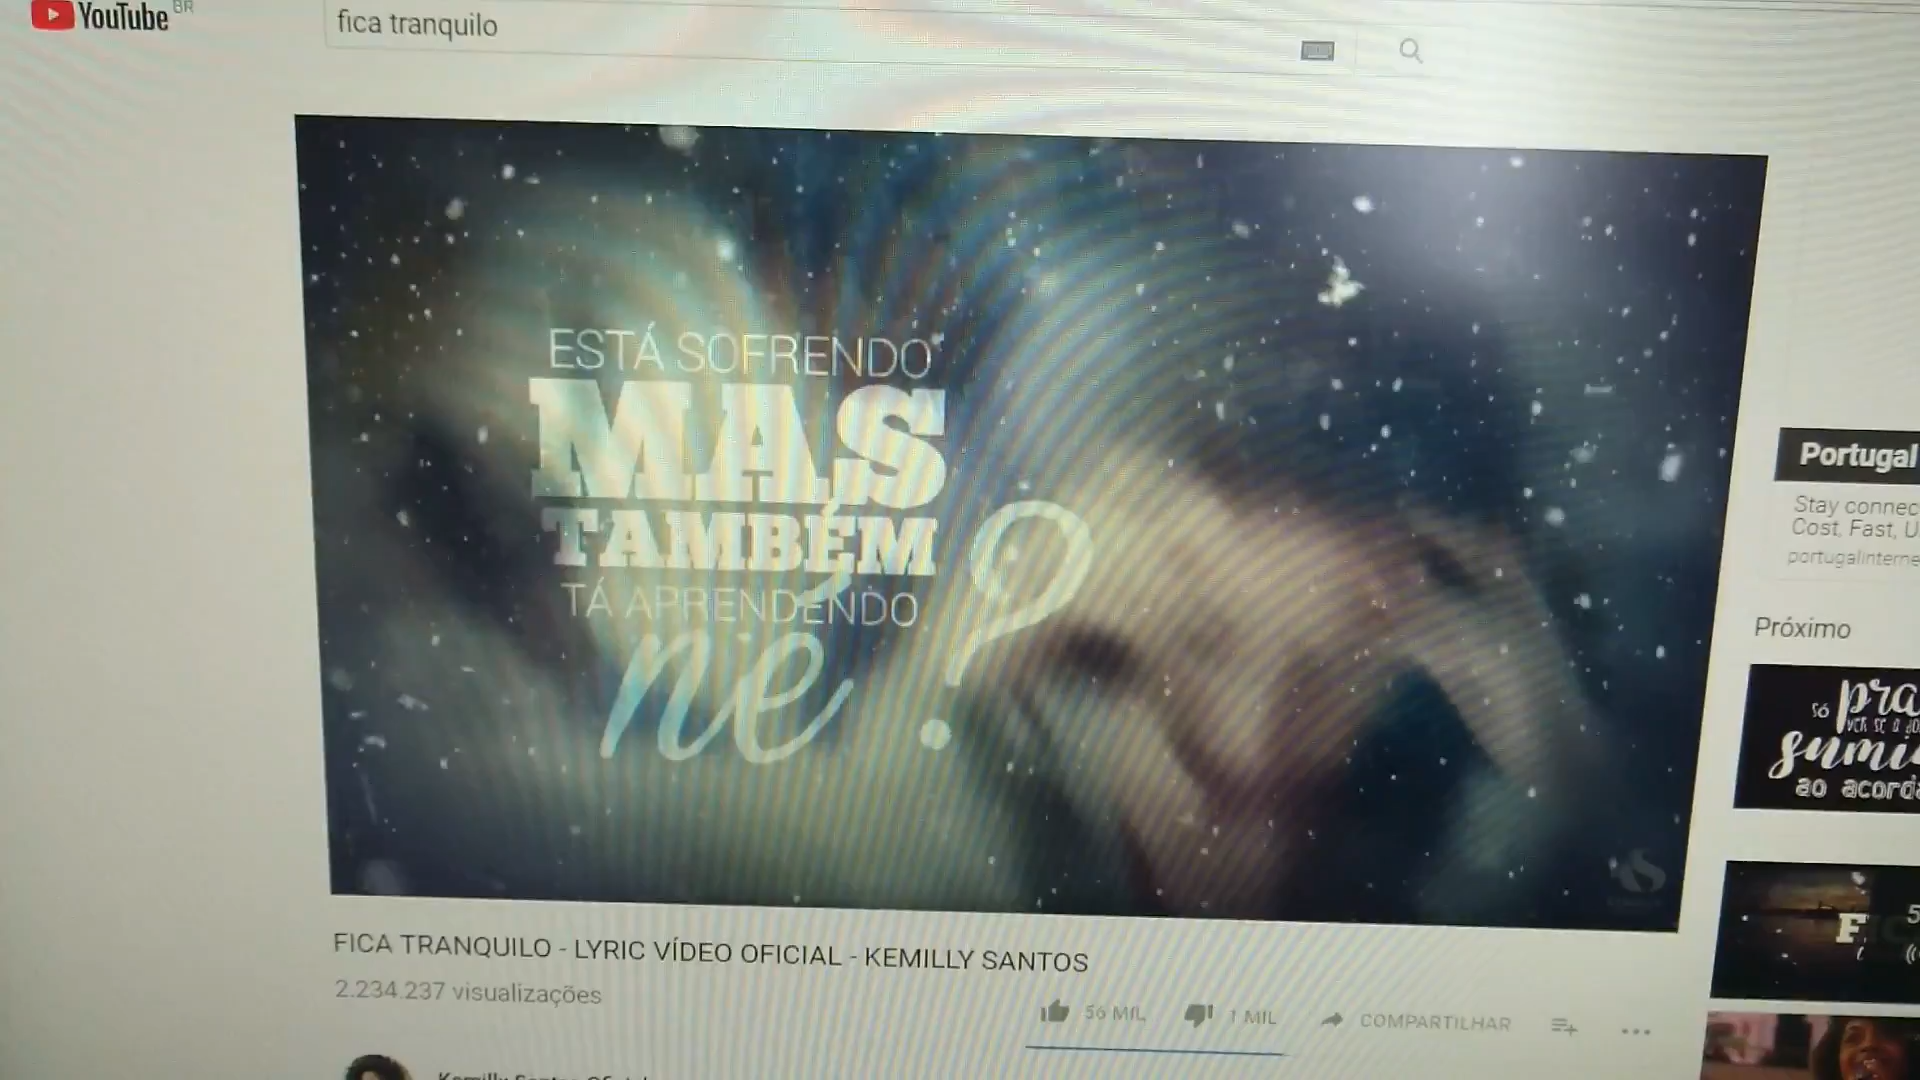 YouTube BR
fica tranquilo
ESTÁ SOFRENDO
MAS
TAMBÉM
TÁ APRENDENDO
né?
Portugal
Stay connec
Cost, Fast, U
portugalinterne
Próximo
só pra
sumi
ao acorda
FICA TRANQUILO - LYRIC VÍDEO OFICIAL - KEMILLY SANTOS
2.234.237 visualizações
56 MIL
1 MIL
COMPARTILHAR